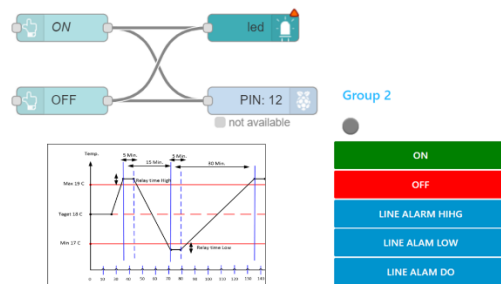 ON
led
OFF
PIN: 12
not available
Group 2
ON
OFF
LINE ALARM HIHG
LINE ALAM LOW
LINE ALAM DO
Temp.
5 Min.
15 Min.
5 Min.
30 Min.
Relay time High
Max 19 C
Taget 18 C
Min 17 C
Relay time Low